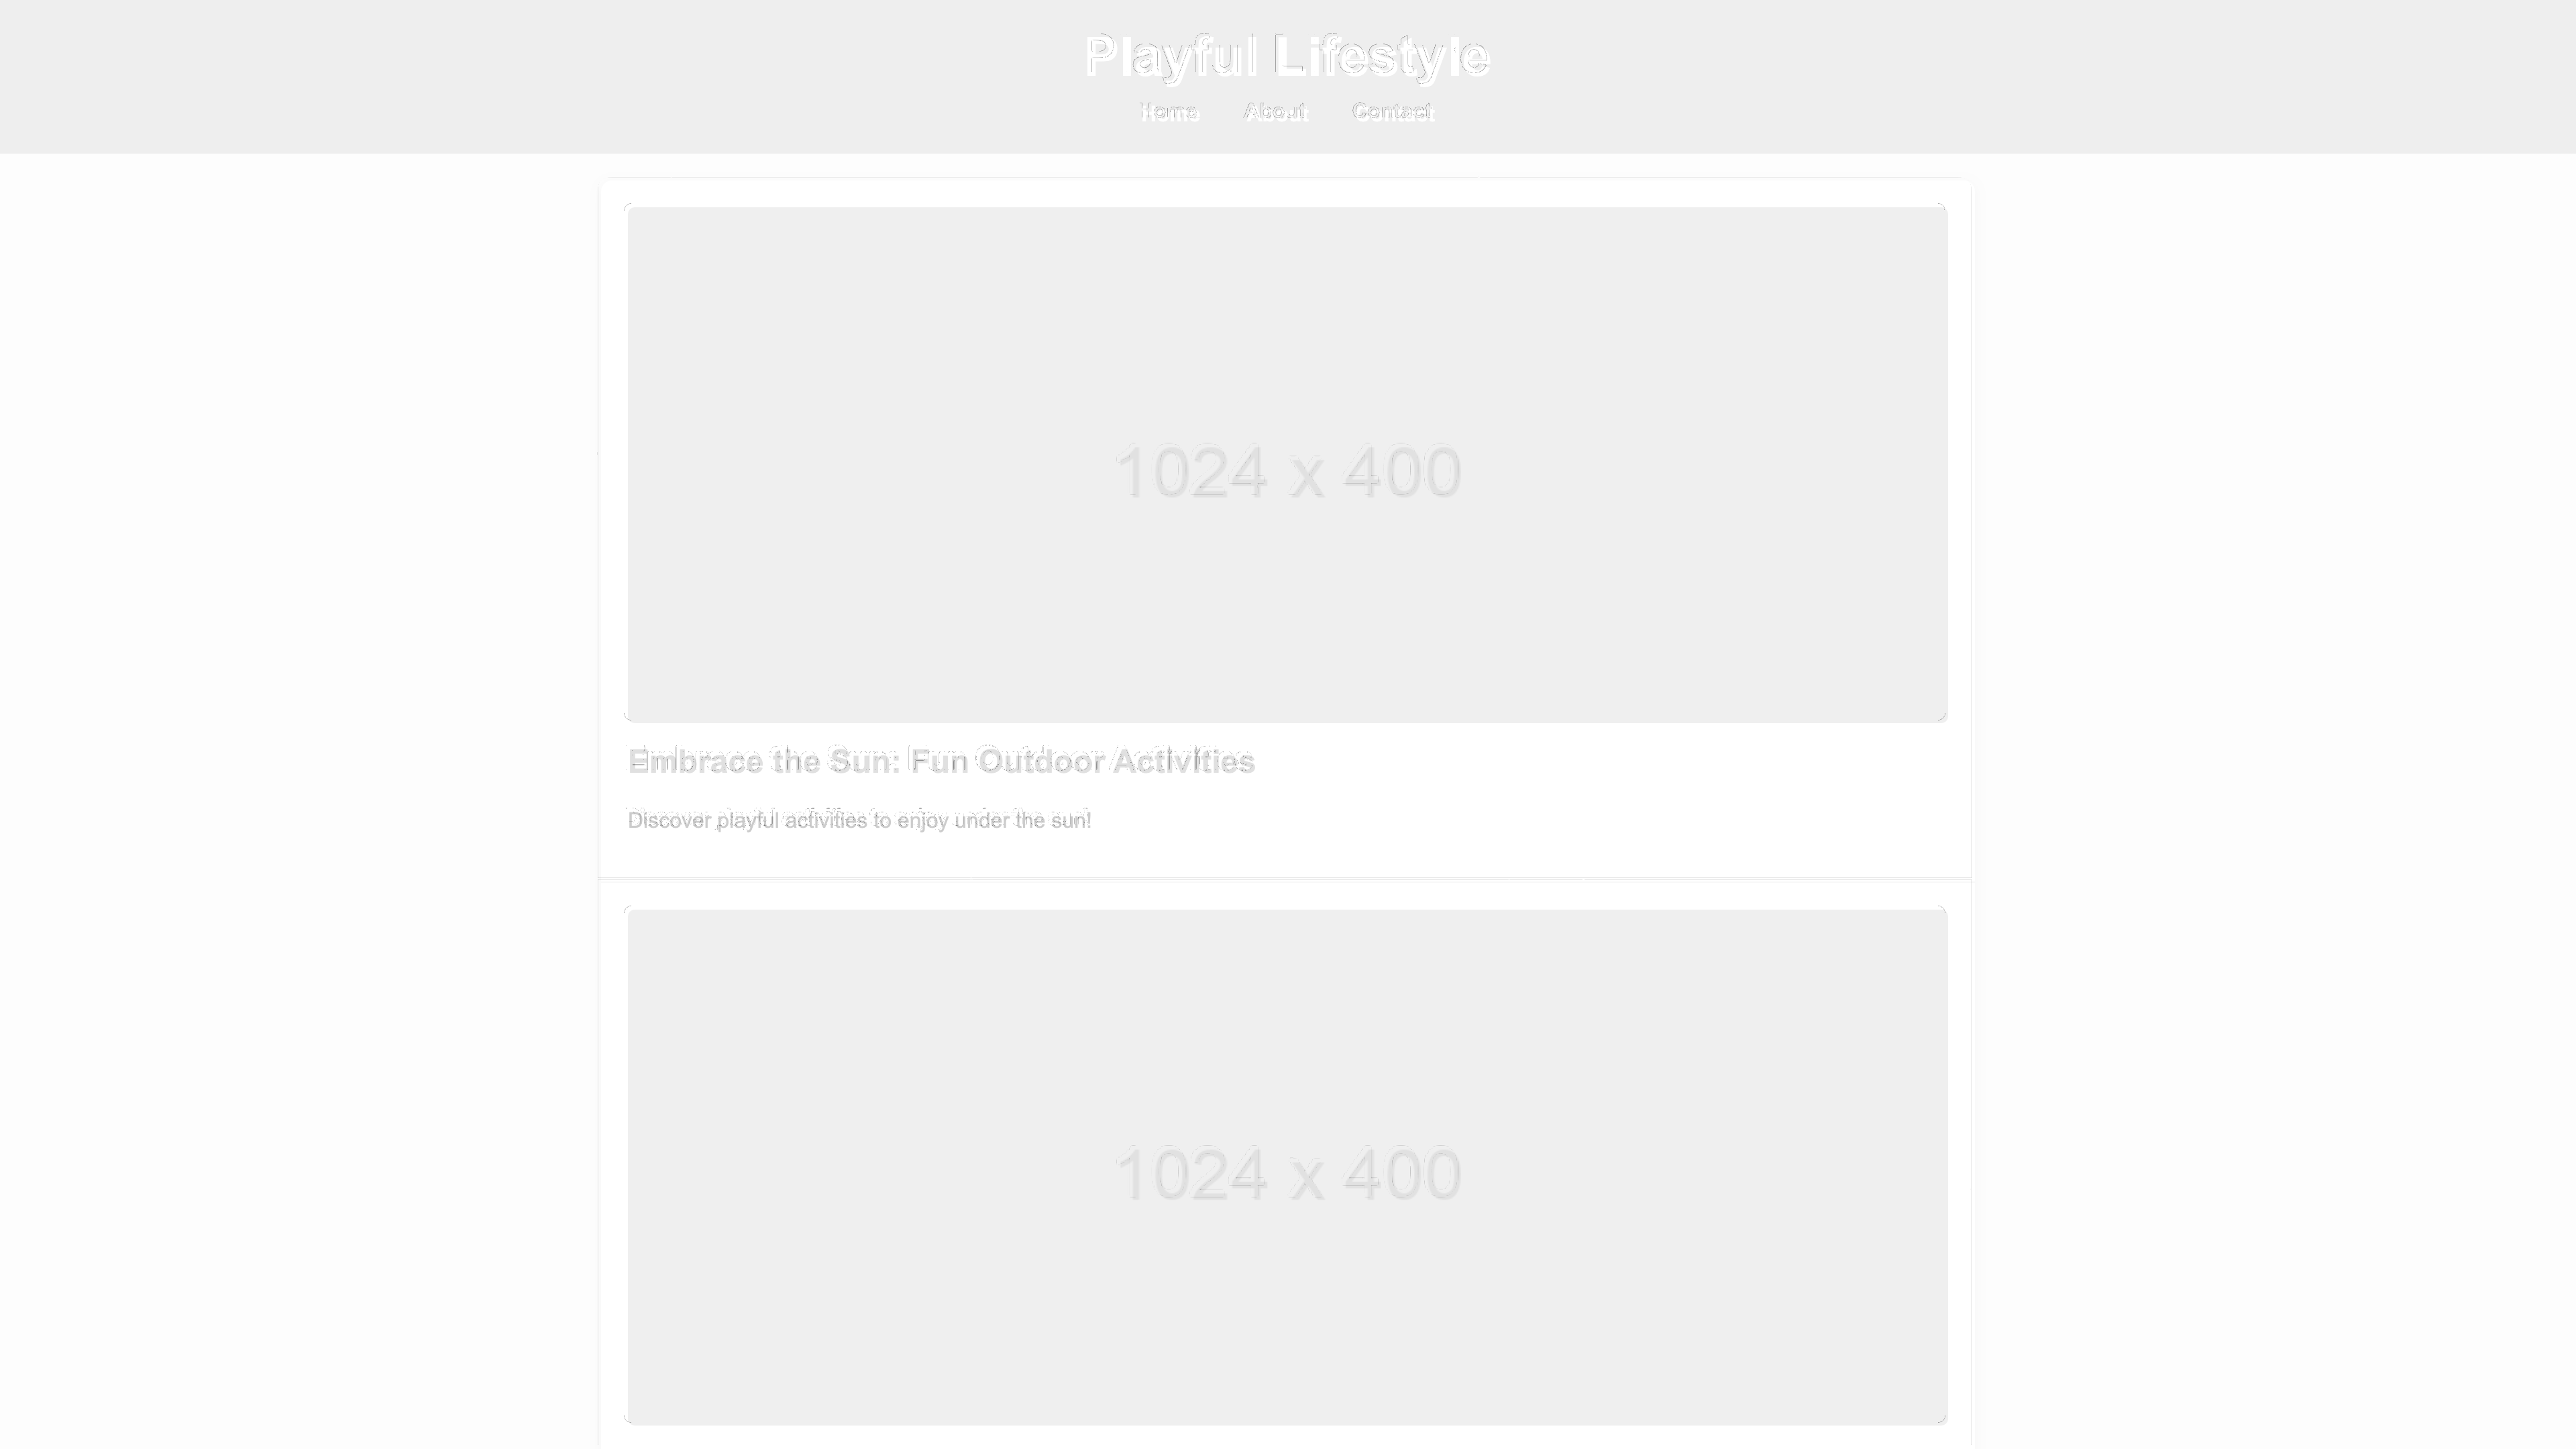 Playful Lifestyle
Home About Contact
1024 x 400
Embrace the Sun: Fun Outdoor Activities
Discover playful activities to enjoy under the sun!
1024 x 400